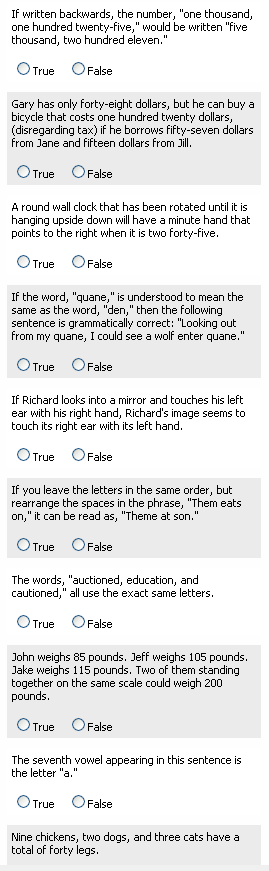 If written backwards, the number, "one thousand,
one hundred twenty-five," would be written "five
thousand, two hundred eleven."
True False
Gary has only forty-eight dollars, but he can buy a
bicycle that costs one hundred twenty dollars,
(disregarding tax) if he borrows fifty-seven dollars
from Jane and fifteen dollars from Jill.
True False
A round wall clock that has been rotated until it is
hanging upside down will have a minute hand that
points to the right when it is two forty-five.
True False
If the word, "quane," is understood to mean the
same as the word, "den," then the following
sentence is grammatically correct: "Looking out
from my quane, I could see a wolf enter quane."
True False
If Richard looks into a mirror and touches his left
ear with his right hand, Richard's image seems to
touch its right ear with its left hand.
True False
If you leave the letters in the same order, but
rearrange the spaces in the phrase, "Them eats
on," it can be read as, "Theme at son."
True False
The words, "auctioned, education, and
cautioned," all use the exact same letters.
True False
John weighs 85 pounds. Jeff weighs 105 pounds.
Jake weighs 115 pounds. Two of them standing
together on the same scale could weigh 200
pounds.
True False
The seventh vowel appearing in this sentence is
the letter "a."
True False
Nine chickens, two dogs, and three cats have a
total of forty legs.